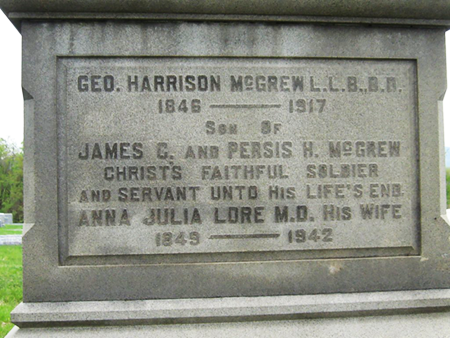 GEO. HARRISON McGREW L.L.B., D.D.
1846 — 1917
SON OF
JAMES C. AND PERSIS H. McGREW
CHRIST'S FAITHFUL SOLDIER
AND SERVANT UNTO HIS LIFE'S END.
ANNA JULIA LORE M.D. HIS WIFE
1849 — 1942